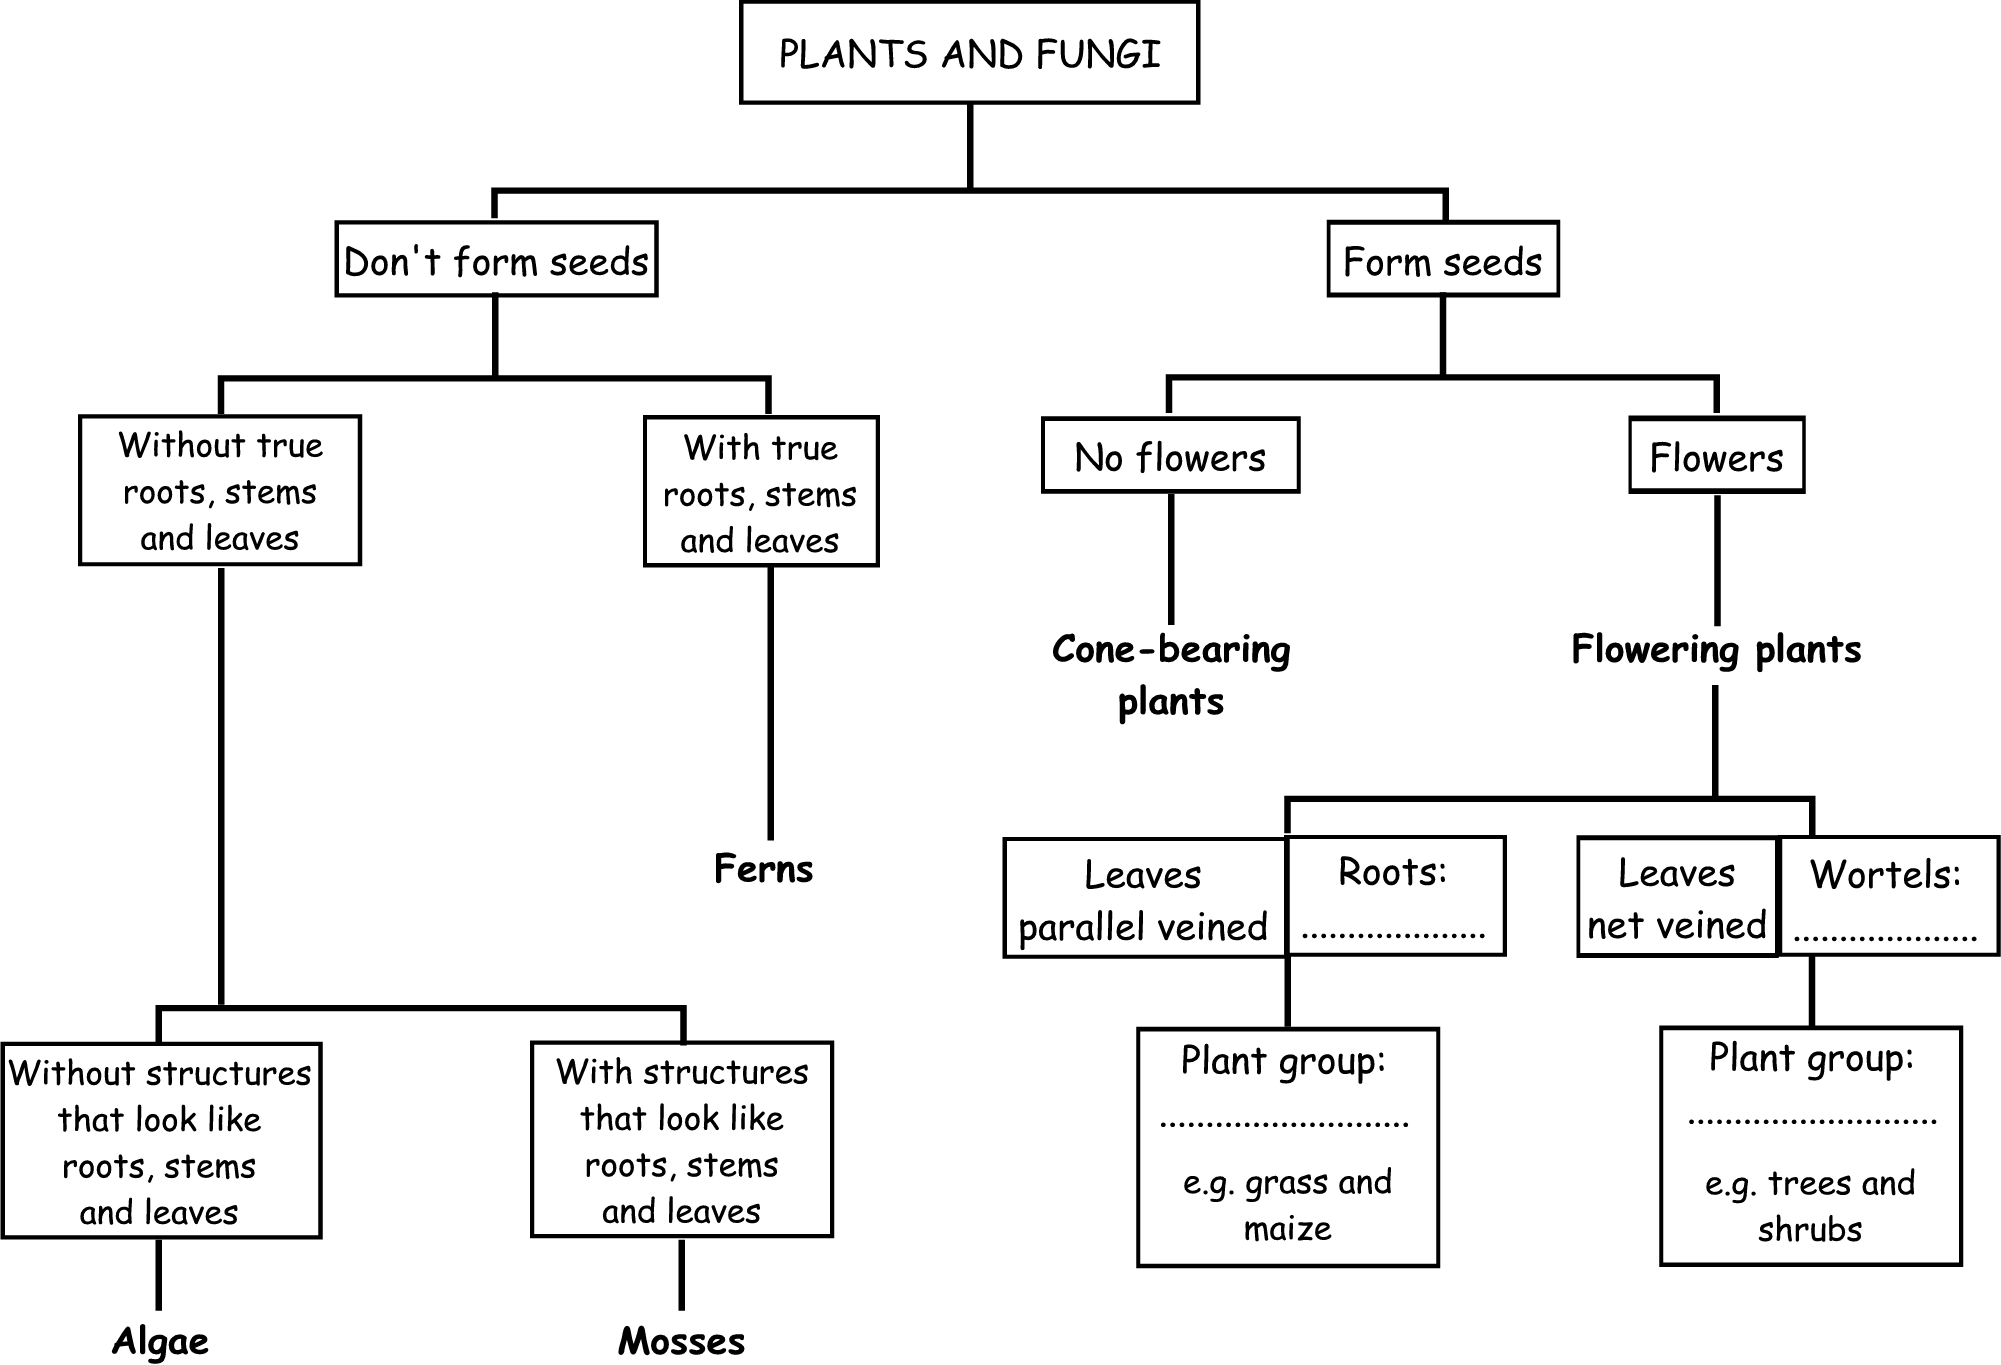 PLANTS AND FUNGI
Don't form seeds
Form seeds
Without true
roots, stems
and leaves
With true
roots, stems
and leaves
No flowers
Flowers
Cone-bearing
plants
Flowering plants
Ferns
Leaves
parallel veined
Roots:
....................
Leaves
net veined
Wortels:
....................
Without structures
that look like
roots, stems
and leaves
With structures
that look like
roots, stems
and leaves
Plant group:
...........................
e.g. grass and
maize
Plant group:
...........................
e.g. trees and
shrubs
Algae
Mosses